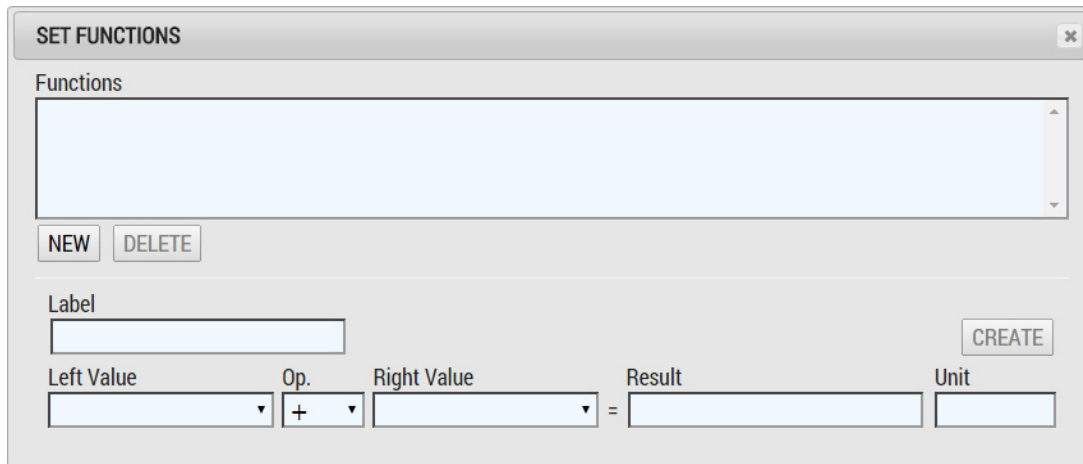 SET FUNCTIONS
Functions
NEW DELETE
Label
CREATE
Left Value Op. Right Value Result Unit
+ =